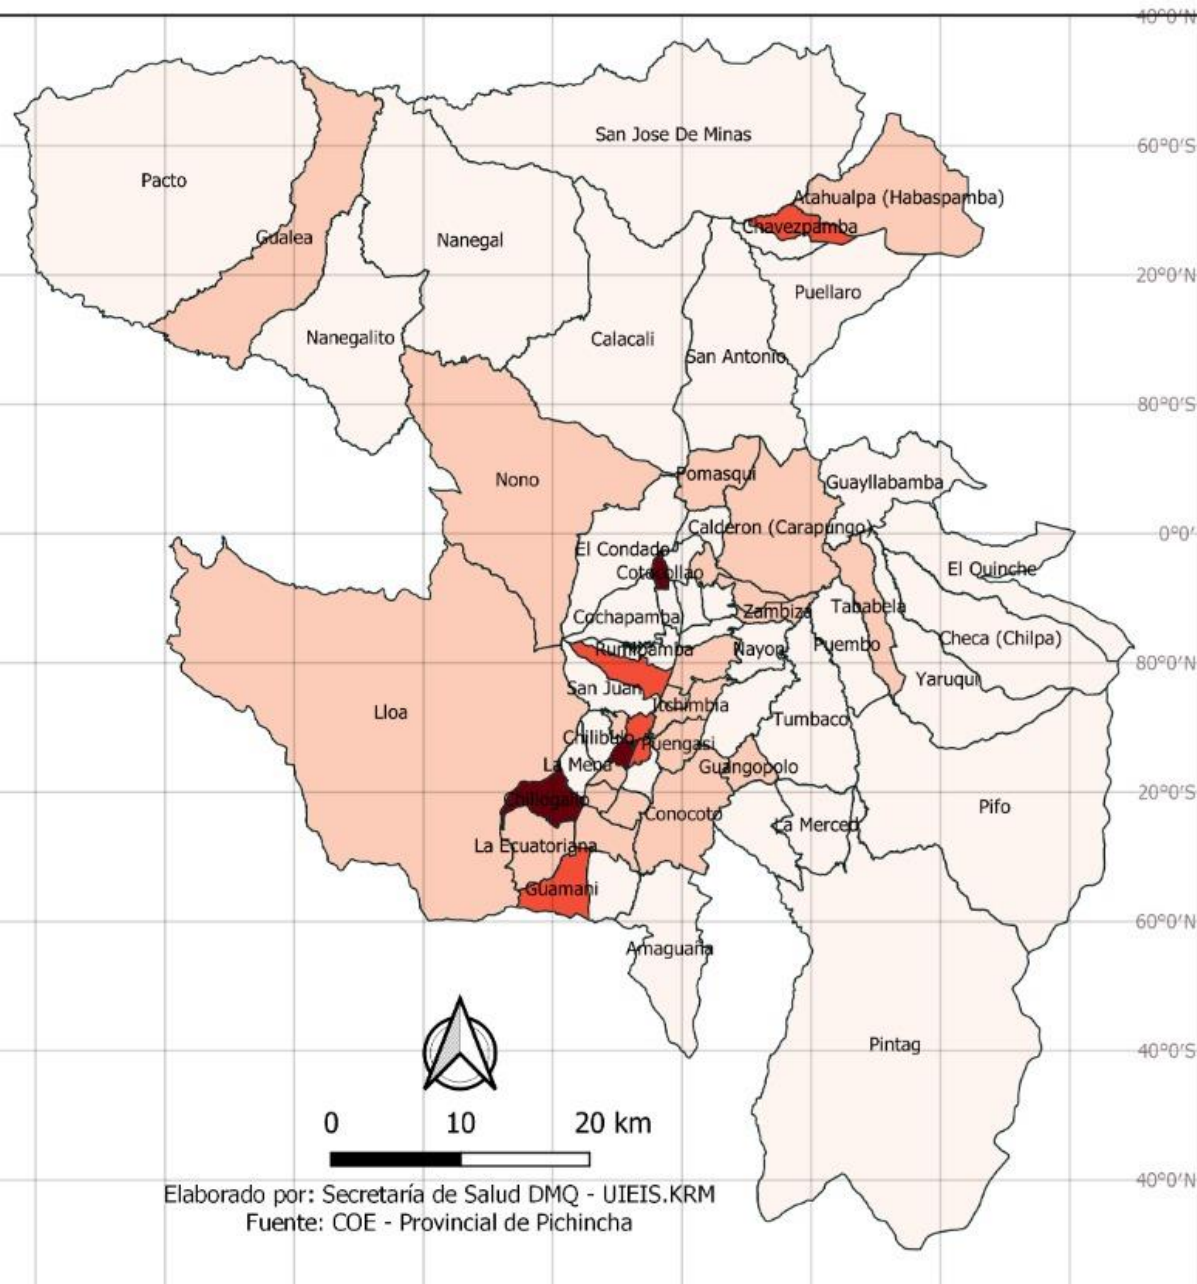 40°0'N
San Jose De Minas
60°0'S
Pacto
Atahualpa (Habaspamba)
Chavezpamba
Gualea
Nanegal
20°0'N
Puellaro
Nanegalito
Calacali
San Antonio
80°0'S
Pomasqui
Nono
Guayllabamba
Calderon (Carapungo)
0°0'
El Condado
Cotocollao
El Quinche
Zambiza
Tababela
Cochapamba
Checa (Chilpa)
Rumipamba
Nayon
Puembo
80°0'N
Yaruqui
San Juan
Itchimbia
Lloa
Tumbaco
Chilibulo
Puengasi
La Mena
Guangopolo
20°0'N
Chillogallo
Pifo
Conocoto
La Merced
La Ecuatoriana
Guamani
60°0'S
Amaguaña
Pintag
40°0'S
0 10 20 km
40°0'N
Elaborado por: Secretaría de Salud DMQ - UIEIS.KRM
Fuente: COE - Provincial de Pichincha